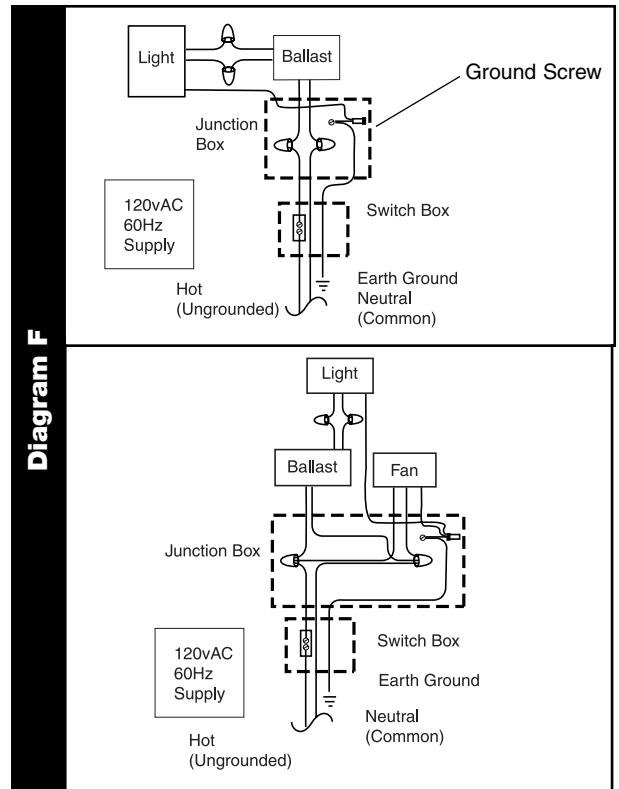 Diagram F
Light
Ballast
Ground Screw
Junction
Box
120vAC
60Hz
Supply
Switch Box
Hot
(Ungrounded)
Earth Ground
Neutral
(Common)
Light
Ballast
Fan
Junction Box
120vAC
60Hz
Supply
Switch Box
Earth Ground
Neutral
(Common)
Hot
(Ungrounded)